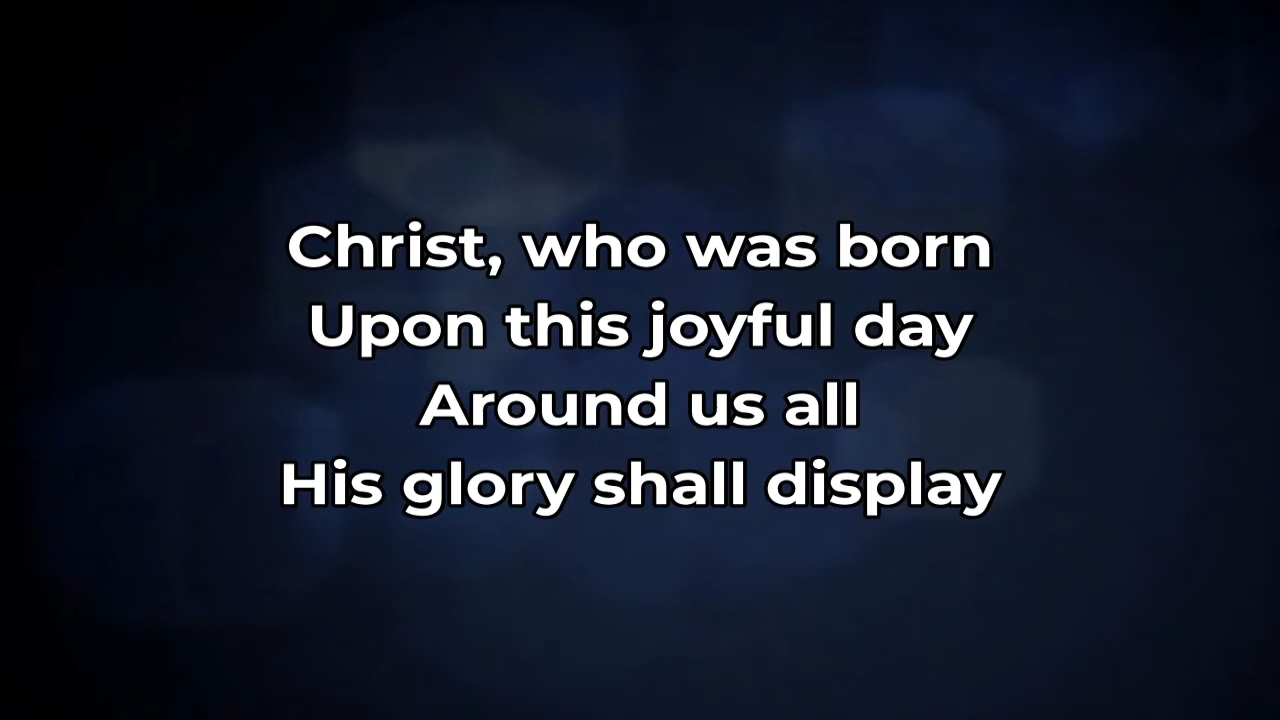 Christ, who was born
Upon this joyful day
Around us all
His glory shall display